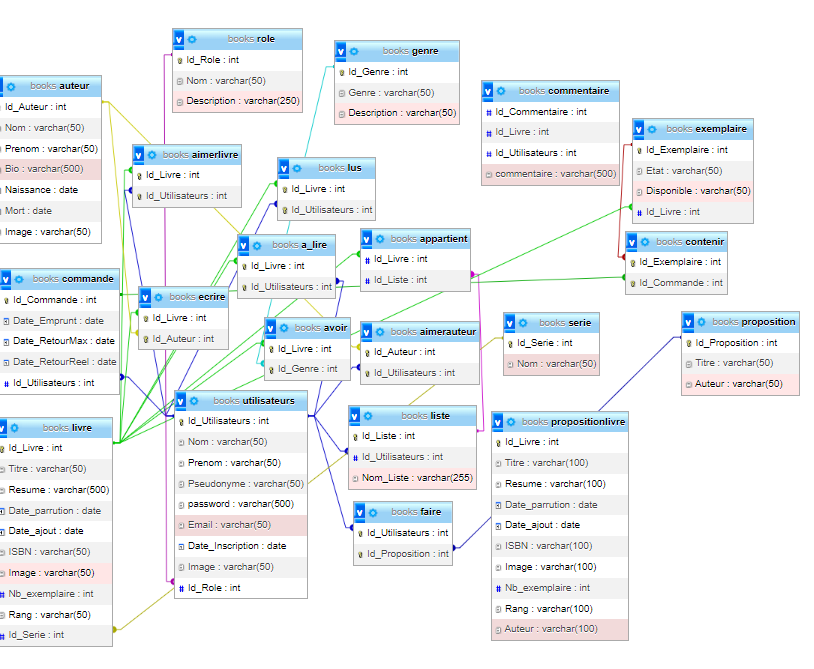 books role
Id_Role : int
Nom : varchar(50)
Description : varchar(250)
books genre
Id_Genre : int
Genre : varchar(50)
Description : varchar(50)
books auteur
Id_Auteur : int
Nom : varchar(50)
Prenom : varchar(50)
Bio : varchar(500)
Naissance : date
Mort : date
Image : varchar(50)
books commentaire
Id_Commentaire : int
Id_Livre : int
Id_Utilisateurs : int
commentaire : varchar(500)
books exemplaire
Id_Exemplaire : int
Etat : varchar(50)
Disponible : varchar(50)
Id_Livre : int
books aimerlivre
Id_Livre : int
Id_Utilisateurs : int
books lus
Id_Livre : int
Id_Utilisateurs : int
books a_lire
Id_Livre : int
Id_Utilisateurs : int
books appartient
Id_Livre : int
Id_Liste : int
books contenir
Id_Exemplaire : int
Id_Commande : int
books commande
Id_Commande : int
Date_Emprunt : date
Date_RetourMax : date
Date_RetourReel : date
Id_Utilisateurs : int
books ecrire
Id_Livre : int
Id_Auteur : int
books avoir
Id_Livre : int
Id_Genre : int
books aimerauteur
Id_Auteur : int
Id_Utilisateurs : int
books serie
Id_Serie : int
Nom : varchar(50)
books proposition
Id_Proposition : int
Titre : varchar(50)
Auteur : varchar(50)
books livre
Id_Livre : int
Titre : varchar(50)
Resume : varchar(500)
Date_parrution : date
Date_ajout : date
ISBN : varchar(50)
Image : varchar(50)
Nb_exemplaire : int
Rang : varchar(50)
Id_Serie : int
books utilisateurs
Id_Utilisateurs : int
Nom : varchar(50)
Prenom : varchar(50)
Pseudonyme : varchar(50)
password : varchar(500)
Email : varchar(50)
Date_Inscription : date
Image : varchar(50)
Id_Role : int
books liste
Id_Liste : int
Id_Utilisateurs : int
Nom_Liste : varchar(255)
books faire
Id_Utilisateurs : int
Id_Proposition : int
books propositionlivre
Id_Livre : int
Titre : varchar(100)
Resume : varchar(100)
Date_parrution : date
Date_ajout : date
ISBN : varchar(100)
Image : varchar(100)
Nb_exemplaire : int
Rang : varchar(100)
Auteur : varchar(100)